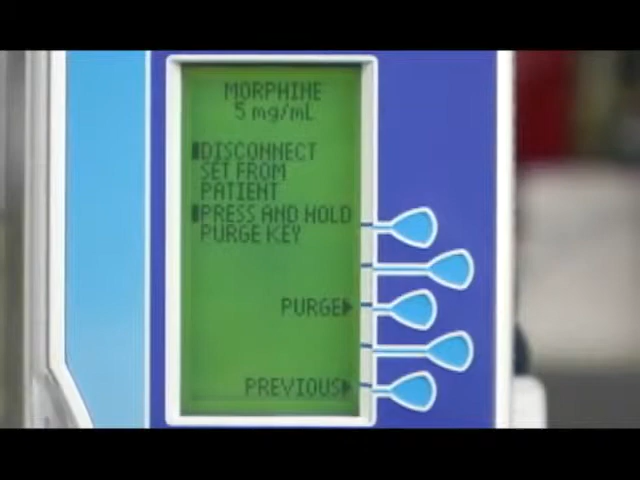 MORPHINE
5 mg/mL
DISCONNECT
SET FROM
PATIENT
PRESS AND HOLD
PURGE KEY
PURGE
PREVIOUS